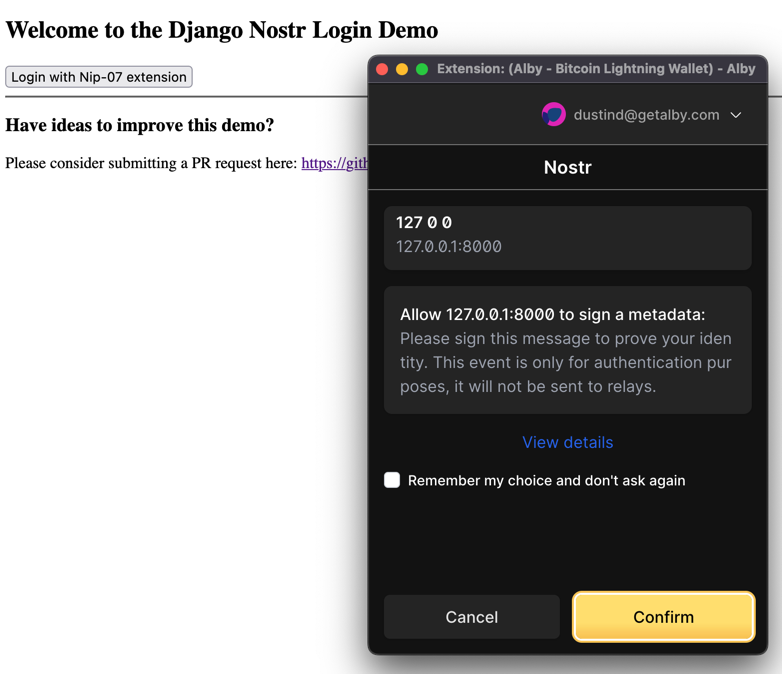 Welcome to the Django Nostr Login Demo
Login with Nip-07 extension
Have ideas to improve this demo?
Please consider submitting a PR request here: https://gith
Extension: (Alby - Bitcoin Lightning Wallet) - Alby
dustind@getalby.com
Nostr
127 0 0
127.0.0.1:8000
Allow 127.0.0.1:8000 to sign a metadata:
Please sign this message to prove your iden
tity. This event is only for authentication pur
poses, it will not be sent to relays.
View details
Remember my choice and don't ask again
Cancel
Confirm